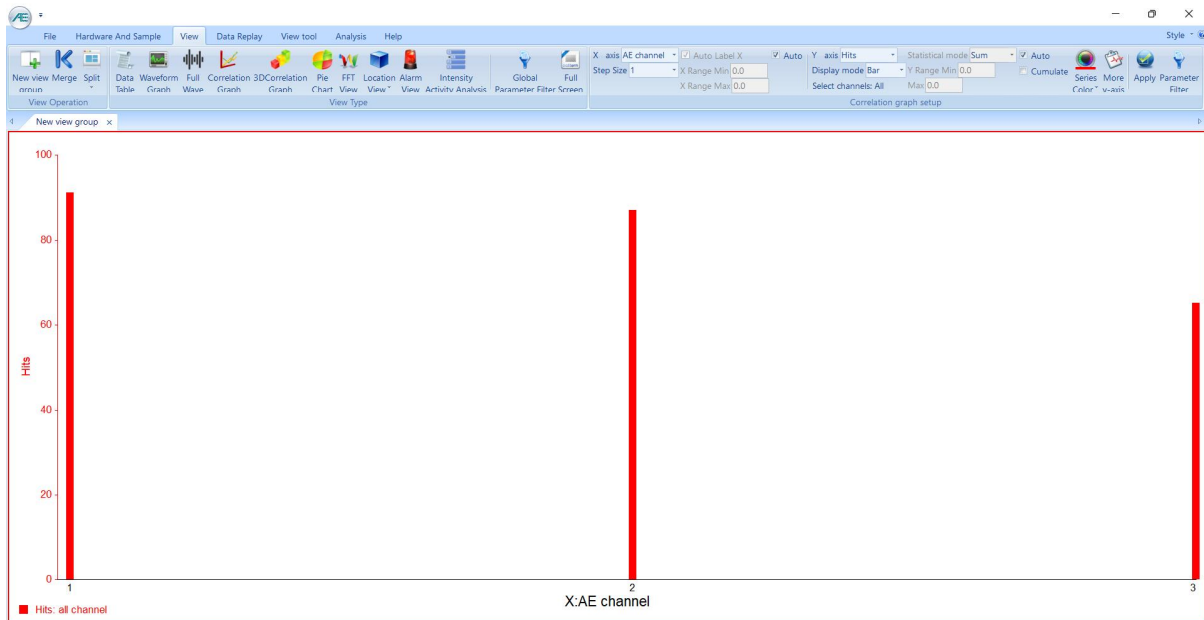 AE
File Hardware And Sample View Data Replay View tool Analysis Help Style
New view group Merge Split
View Operation
Data Table Waveform Graph Full Wave Correlation Graph 3DCorrelation Graph Pie Chart FFT View Location View Alarm View Intensity Activity Analysis Global Parameter Filter Full Screen
View Type
X axis AE channel Auto Label X Auto Y axis Hits Statistical mode Sum Auto
Step Size 1 X Range Min 0.0 Display mode Bar Y Range Min 0.0 Cumulate
X Range Max 0.0 Select channels: All Max 0.0
Series Color More y-axis Apply Parameter Filter
Correlation graph setup
New view group x
100
80
60
Hits
40
20
0
1 2 3
X:AE channel
Hits: all channel